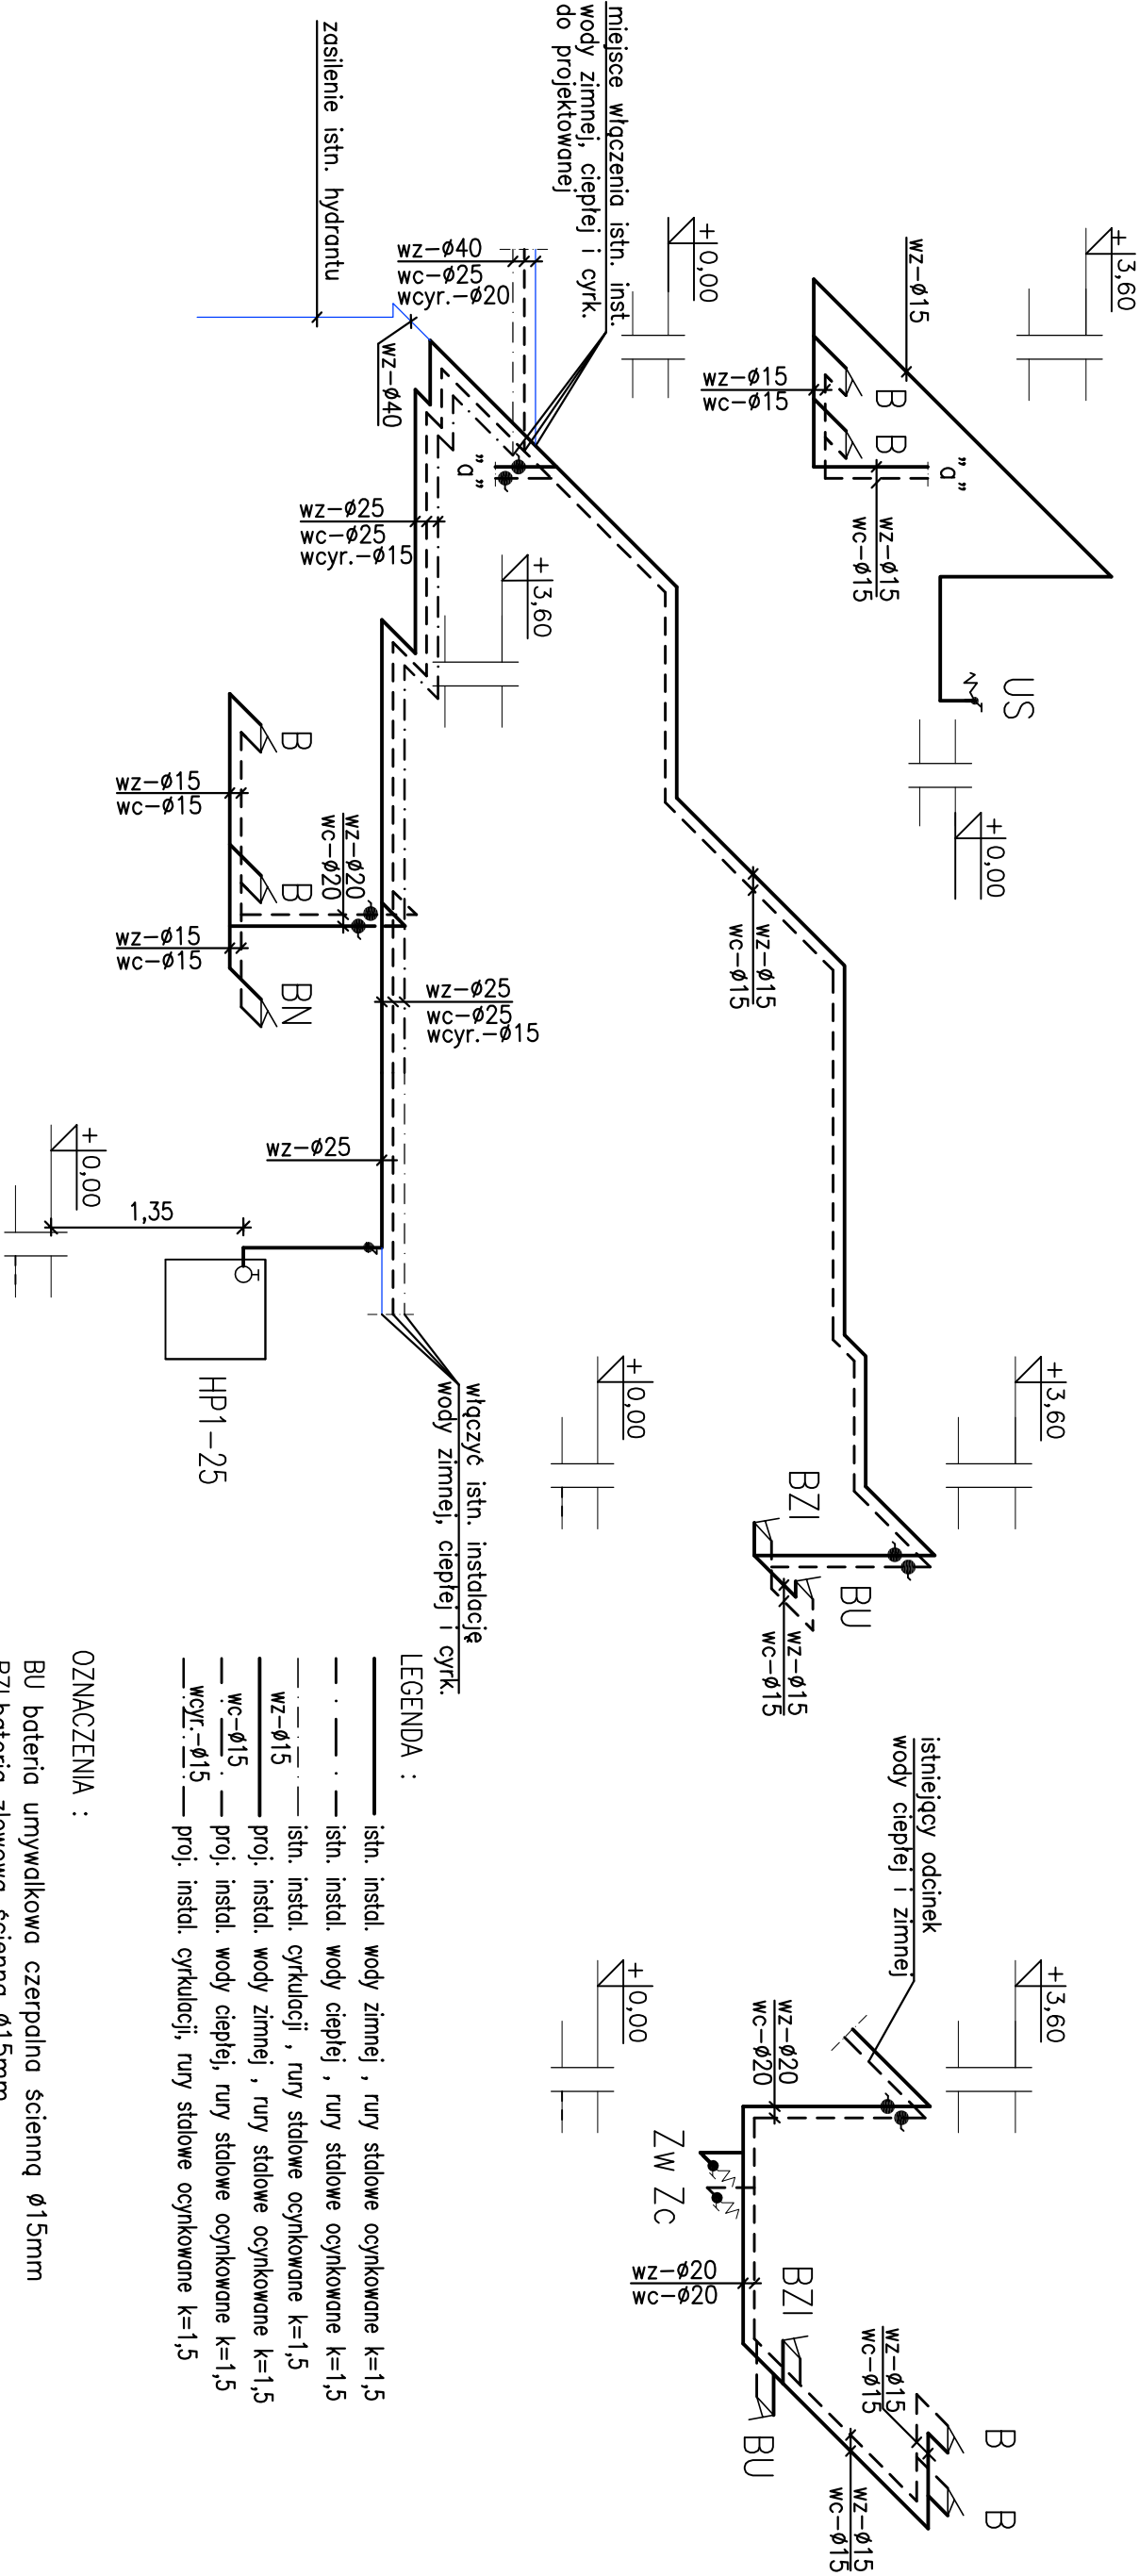 +3,60
wz-ø15
US
+0,00
"a"
wz-ø15
wc-ø15
B
B
wz-ø15
wc-ø15
+0,00
miejsce włączenia istn. inst.
wody zimnej, ciepłej i cyrk.
do projektowanej
wz-ø40
wc-ø25
wcyr.-ø20
"a"
zasilenie istn. hydrantu
wz-ø40
wz-ø25
wc-ø25
wcyr.-ø15
+3,60
wz-ø15
wc-ø15
B
B
BN
wz-ø15
wc-ø15
wz-ø20
wc-ø20
wz-ø15
wc-ø15
wz-ø25
wc-ø25
wcyr.-ø15
wz-ø25
+0,00
1,35
HP1-25
włączyć istn. instalację
wody zimnej, ciepłej i cyrk.
+3,60
+0,00
BZI
BU
wz-ø15
wc-ø15
istniejący odcinek
wody ciepłej i zimnej
+3,60
+0,00
wz-ø20
wc-ø20
Zw Zc
wz-ø20
wc-ø20
BZI
BU
wz-ø15
wc-ø15
B
B
wz-ø15
wc-ø15
LEGENDA :
istn. instal. wody zimnej , rury stalowe ocynkowane k=1,5
istn. instal. wody ciepłej , rury stalowe ocynkowane k=1,5
istn. instal. cyrkulacji , rury stalowe ocynkowane k=1,5
wz-ø15 proj. instal. wody zimnej , rury stalowe ocynkowane k=1,5
wc-ø15 proj. instal. wody ciepłej, rury stalowe ocynkowane k=1,5
wcyr.-ø15 proj. instal. cyrkulacji, rury stalowe ocynkowane k=1,5
OZNACZENIA :
BU bateria umywalkowa czerpalna ścienną ø15mm
BZI bateria zlewowa ścienna ø15mm